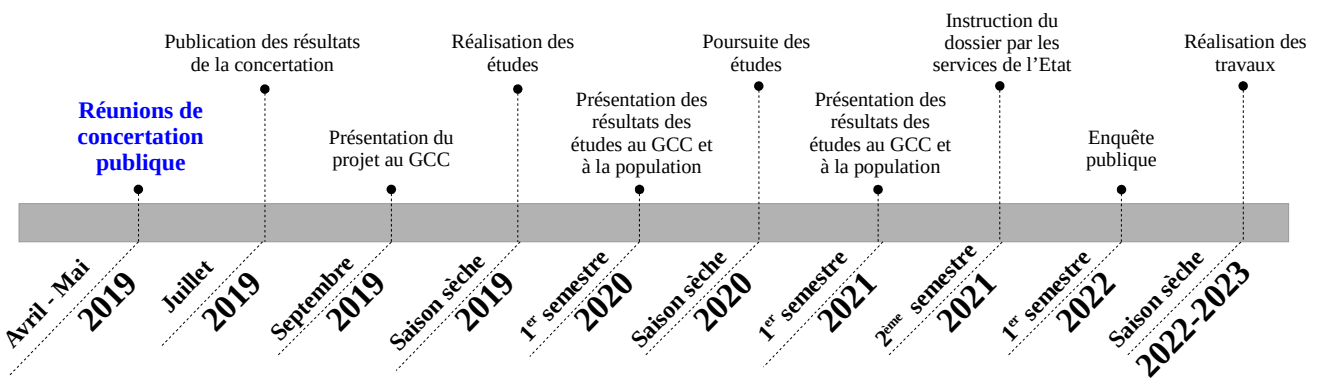 Réunions de
concertation
publique
Avril - Mai
2019
Publication des résultats
de la concertation
Juillet
2019
Présentation du
projet au GCC
Septembre
2019
Réalisation des
études
Saison sèche
2019
Présentation des
résultats des
études au GCC et
à la population
1er semestre
2020
Poursuite des
études
Saison sèche
2020
Présentation des
résultats des
études au GCC et
à la population
1er semestre
2021
Instruction du
dossier par les
services de l’Etat
2ème semestre
2021
Enquête
publique
1er semestre
2022
Réalisation des
travaux
Saison sèche
2022-2023